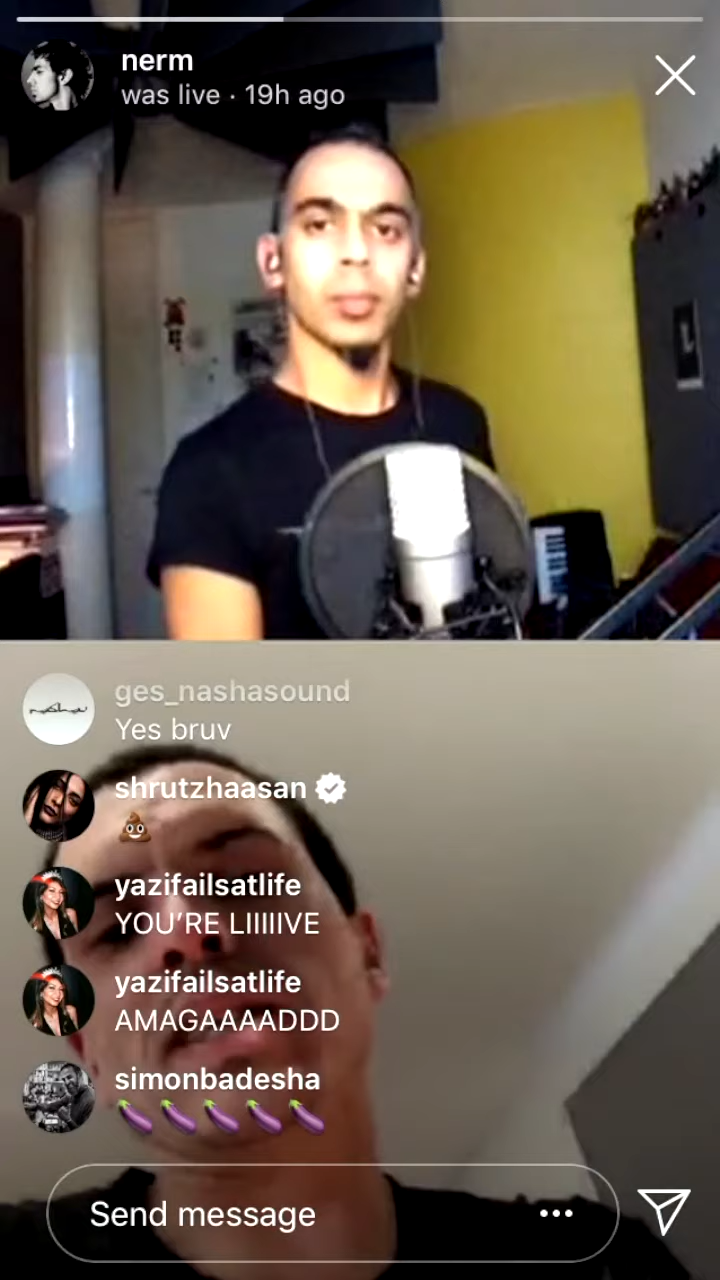 nerm
was live · 19h ago
ges_nashasound
Yes bruv
shrutzhaasan
💩
yazifailsatlife
YOU'RE LIIIIIVE
yazifailsatlife
AMAGAAAADDD
simonbadesha
🍆🍆🍆🍆🍆
Send message